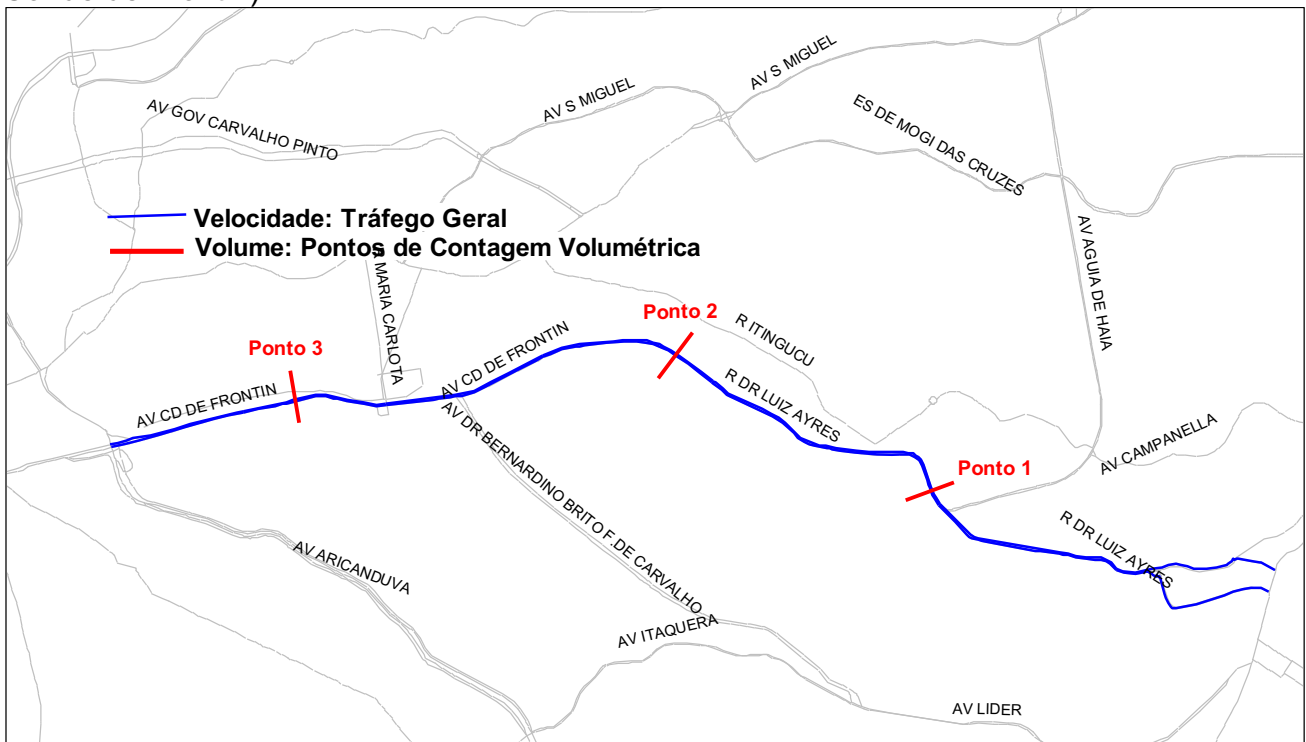 AV S MIGUEL
AV GOV CARVALHO PINTO
AV S MIGUEL
ES DE MOGI DAS CRUZES
Velocidade: Tráfego Geral
Volume: Pontos de Contagem Volumétrica
MARIA CARLOTA
AV AGUIA DE HAIA
Ponto 2
R ITINGUCU
Ponto 3
AV CD DE FRONTIN
AV CD DE FRONTIN
R DR LUIZ AYRES
AV DR BERNARDINO BRITO F.DE CARVALHO
Ponto 1
AV CAMPANELLA
R DR LUIZ AYRES
AV ARICANDUVA
AV ITAQUERA
AV LIDER